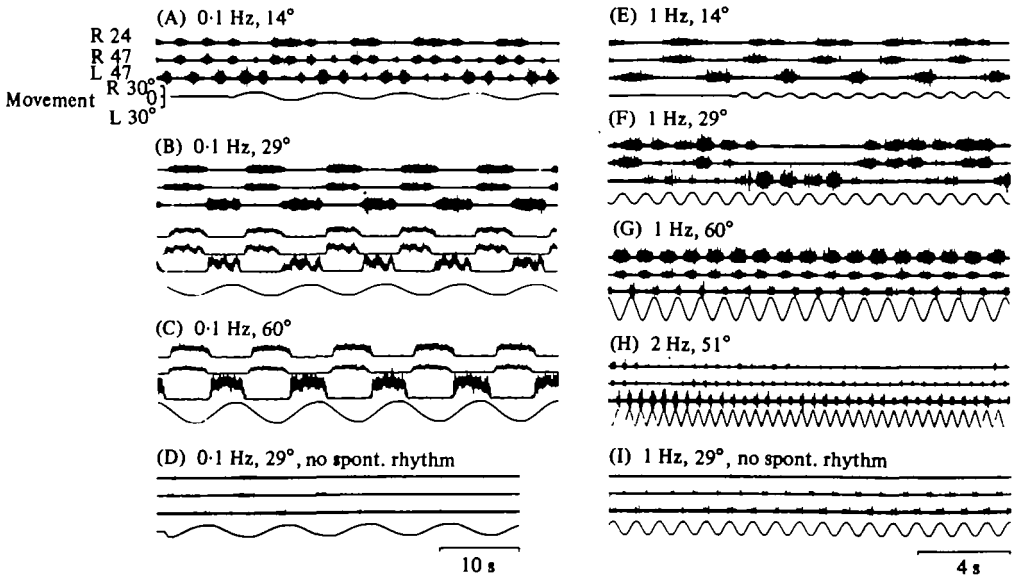 (A) 0·1 Hz, 14°
R 24
R 47
L 47
Movement
R 30°
0
L 30°
(B) 0·1 Hz, 29°
(C) 0·1 Hz, 60°
(D) 0·1 Hz, 29°, no spont. rhythm
10 s
(E) 1 Hz, 14°
(F) 1 Hz, 29°
(G) 1 Hz, 60°
(H) 2 Hz, 51°
(I) 1 Hz, 29°, no spont. rhythm
4 s